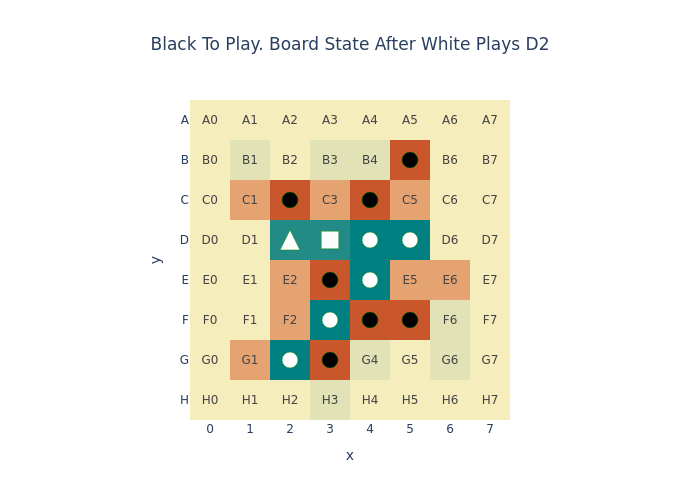 Black To Play. Board State After White Plays D2
A A0 A1 A2 A3 A4 A5 A6 A7
B B0 B1 B2 B3 B4 B6 B7
C C0 C1 C3 C5 C6 C7
D D0 D1 D6 D7
E E0 E1 E2 E5 E6 E7
F F0 F1 F2 F6 F7
G G0 G1 G4 G5 G6 G7
H H0 H1 H2 H3 H4 H5 H6 H7
0 1 2 3 4 5 6 7
x
y